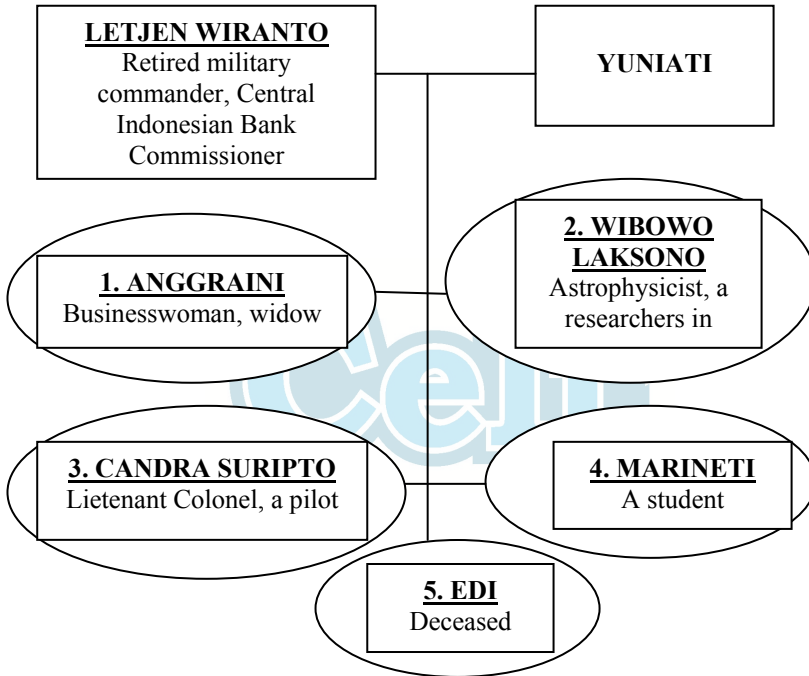 LETJEN WIRANTO
Retired military
commander, Central
Indonesian Bank
Commissioner
YUNIATI
1. ANGGRAINI
Businesswoman, widow
2. WIBOWO
LAKSONO
Astrophysicist, a
researchers in
3. CANDRA SURIPTO
Lietenant Colonel, a pilot
4. MARINETI
A student
5. EDI
Deceased